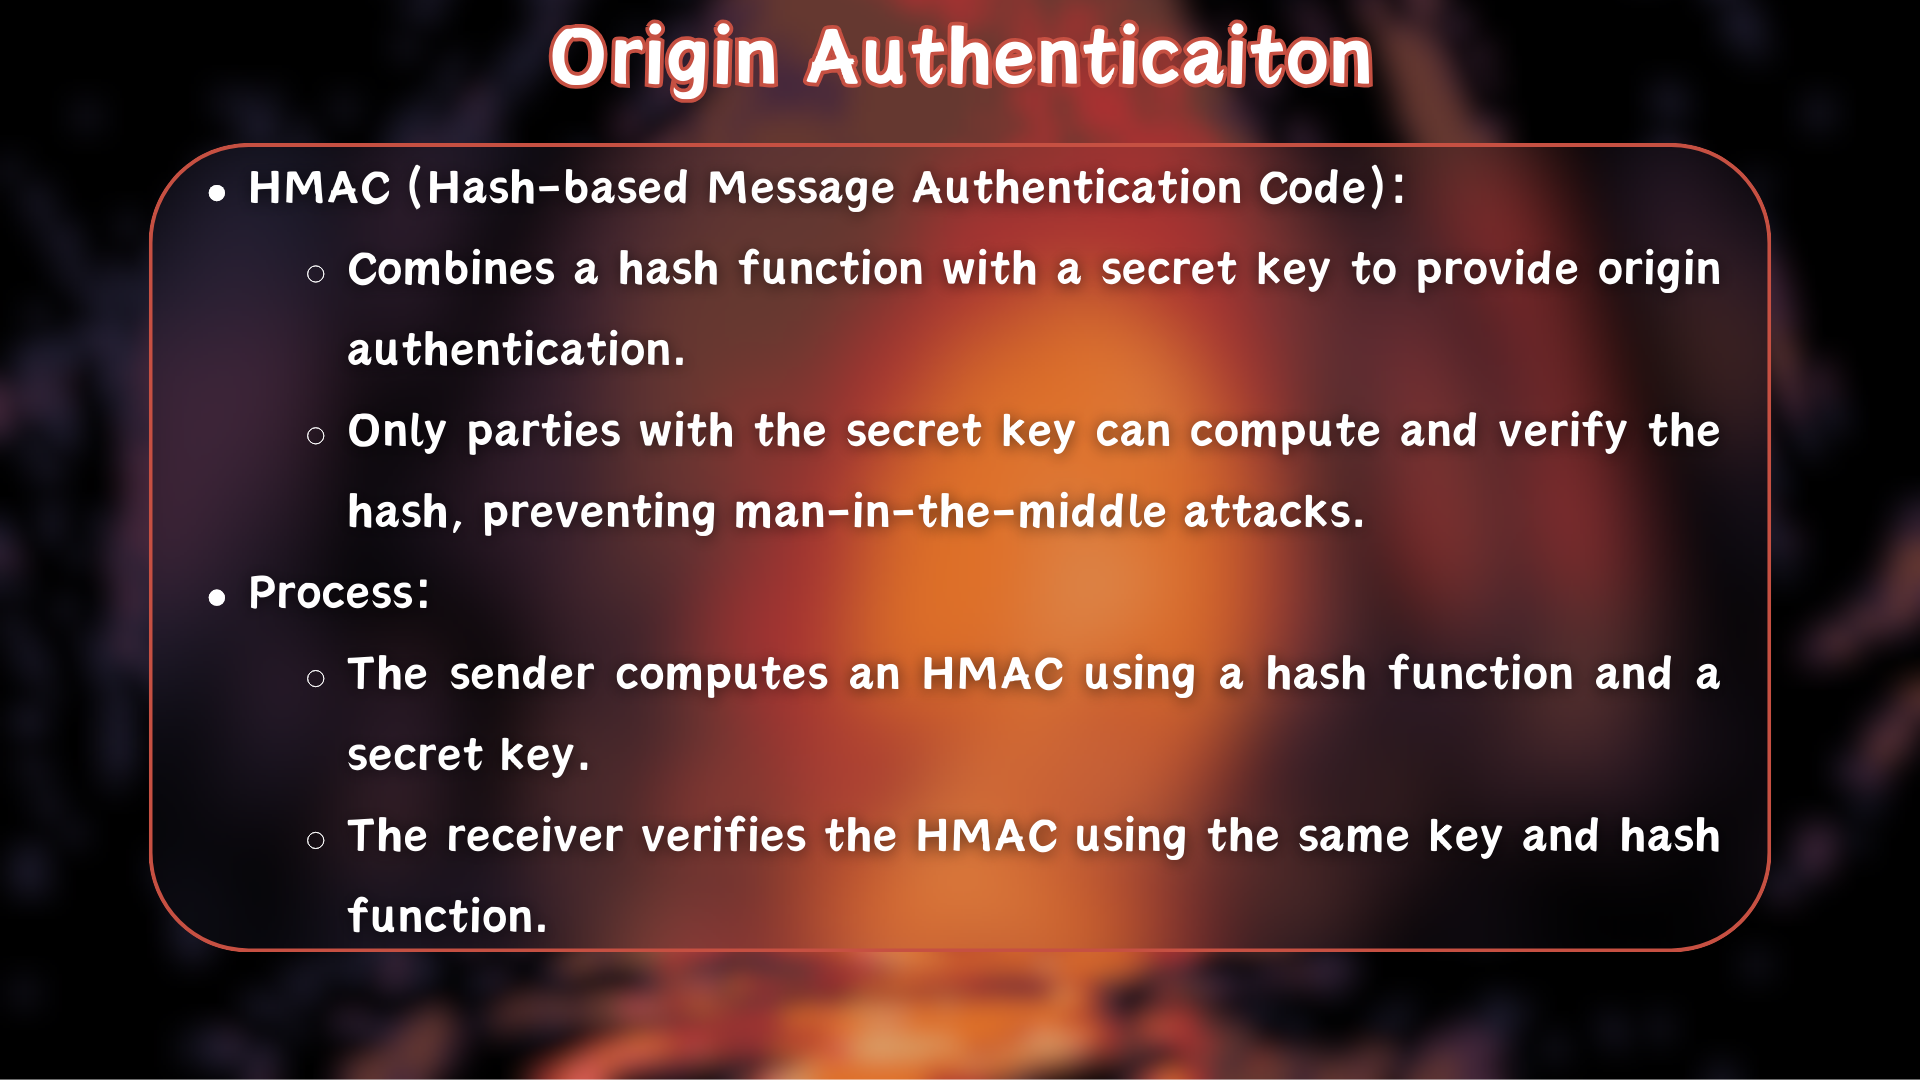 Origin Authenticaiton
• HMAC (Hash-based Message Authentication Code):
○ Combines a hash function with a secret key to provide origin
authentication.
○ Only parties with the secret key can compute and verify the
hash, preventing man-in-the-middle attacks.
• Process:
○ The sender computes an HMAC using a hash function and a
secret key.
○ The receiver verifies the HMAC using the same key and hash
function.